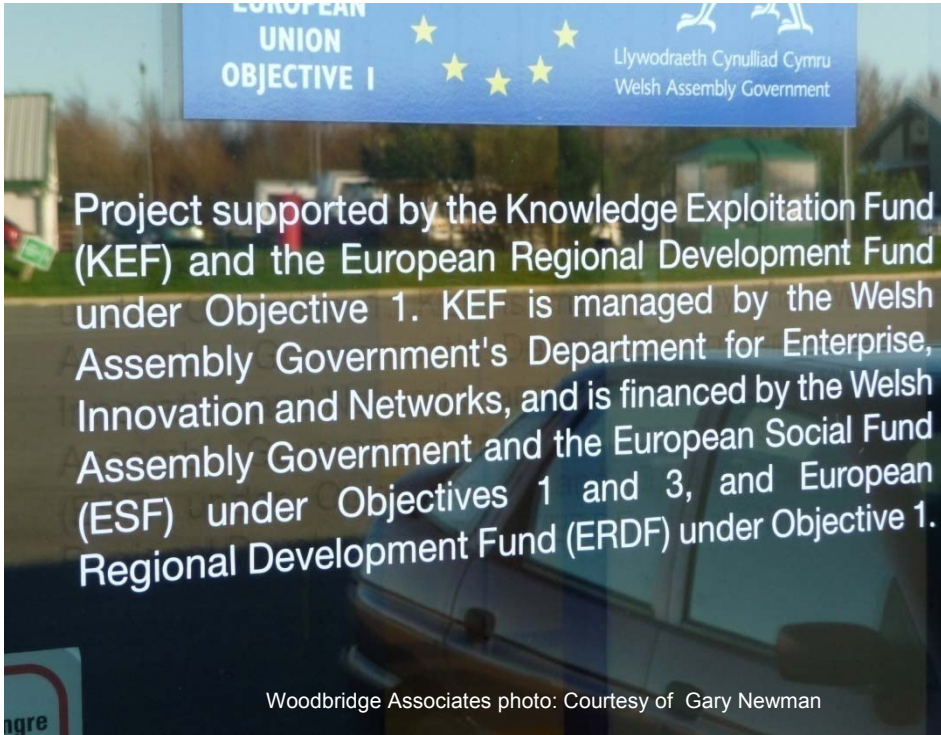 EUROPEAN
UNION
OBJECTIVE I
Llywodraeth Cynulliad Cymru
Welsh Assembly Government
Project supported by the Knowledge Exploitation Fund
(KEF) and the European Regional Development Fund
under Objective 1. KEF is managed by the Welsh
Assembly Government's Department for Enterprise,
Innovation and Networks, and is financed by the Welsh
Assembly Government and the European Social Fund
(ESF) under Objectives 1 and 3, and European
Regional Development Fund (ERDF) under Objective 1.
ngre
Woodbridge Associates photo: Courtesy of Gary Newman